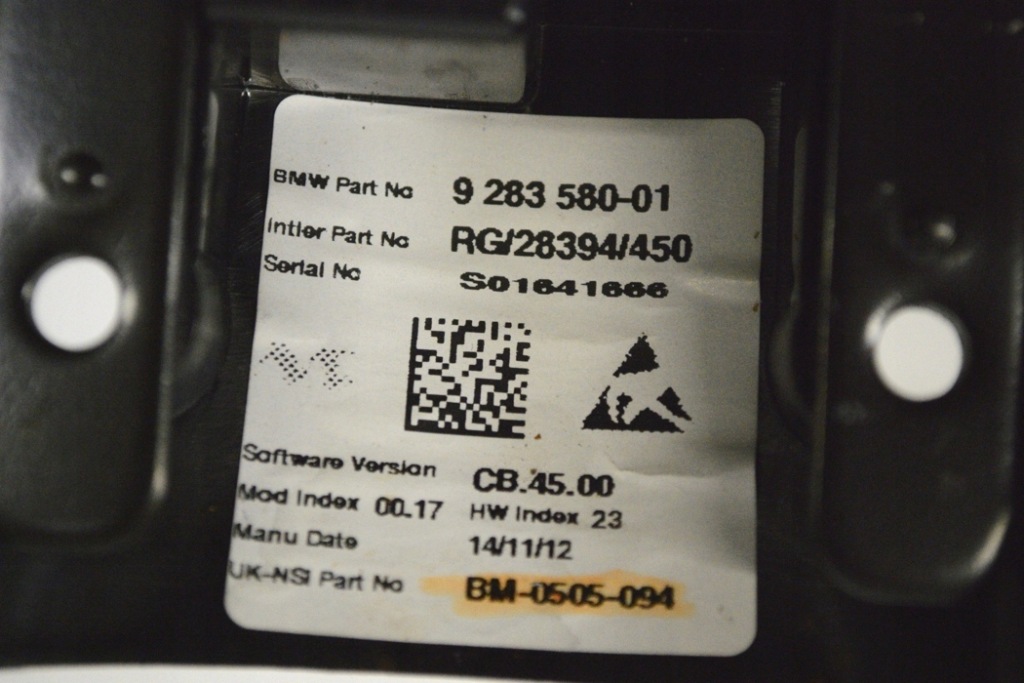 BMW Part No 9 283 580-01
Intier Part No RG/28394/450
Serial No S01641666
Software Version CB.45.00
Mod Index 00.17 HW Index 23
Manu Date 14/11/12
UK-NSI Part No BM-0505-094